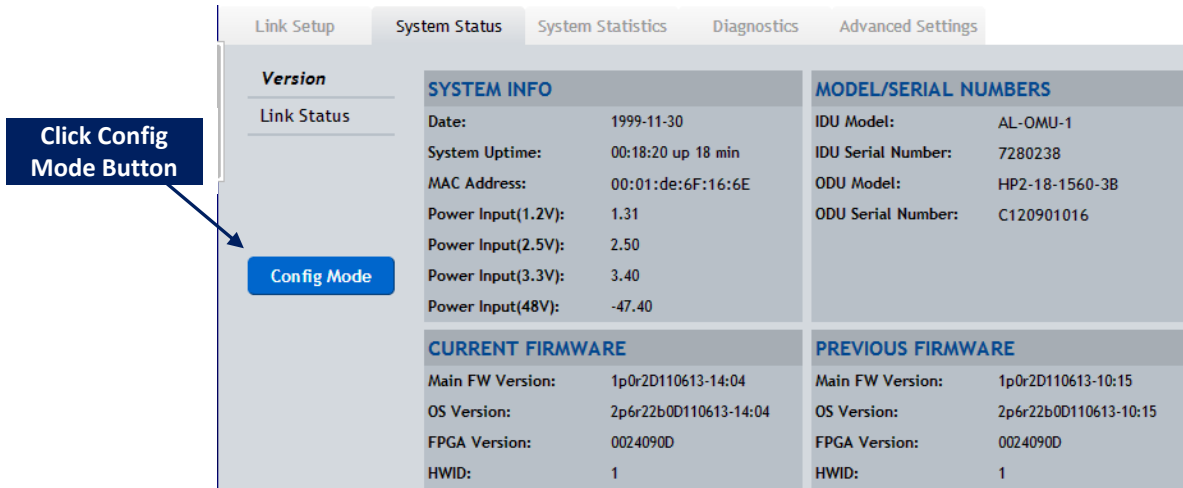 Link Setup System Status System Statistics Diagnostics Advanced Settings
Version
Link Status
Click Config
Mode Button
Config Mode
SYSTEM INFO
Date: 1999-11-30
System Uptime: 00:18:20 up 18 min
MAC Address: 00:01:de:6F:16:6E
Power Input(1.2V): 1.31
Power Input(2.5V): 2.50
Power Input(3.3V): 3.40
Power Input(48V): -47.40
MODEL/SERIAL NUMBERS
IDU Model: AL-OMU-1
IDU Serial Number: 7280238
ODU Model: HP2-18-1560-3B
ODU Serial Number: C120901016
CURRENT FIRMWARE
Main FW Version: 1p0r2D110613-14:04
OS Version: 2p6r22b0D110613-14:04
FPGA Version: 0024090D
HWID: 1
PREVIOUS FIRMWARE
Main FW Version: 1p0r2D110613-10:15
OS Version: 2p6r22b0D110613-10:15
FPGA Version: 0024090D
HWID: 1